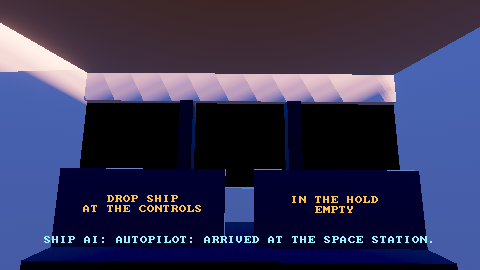 DROP SHIP
AT THE CONTROLS
IN THE HOLD
EMPTY
SHIP AI: AUTOPILOT: ARRIVED AT THE SPACE STATION.